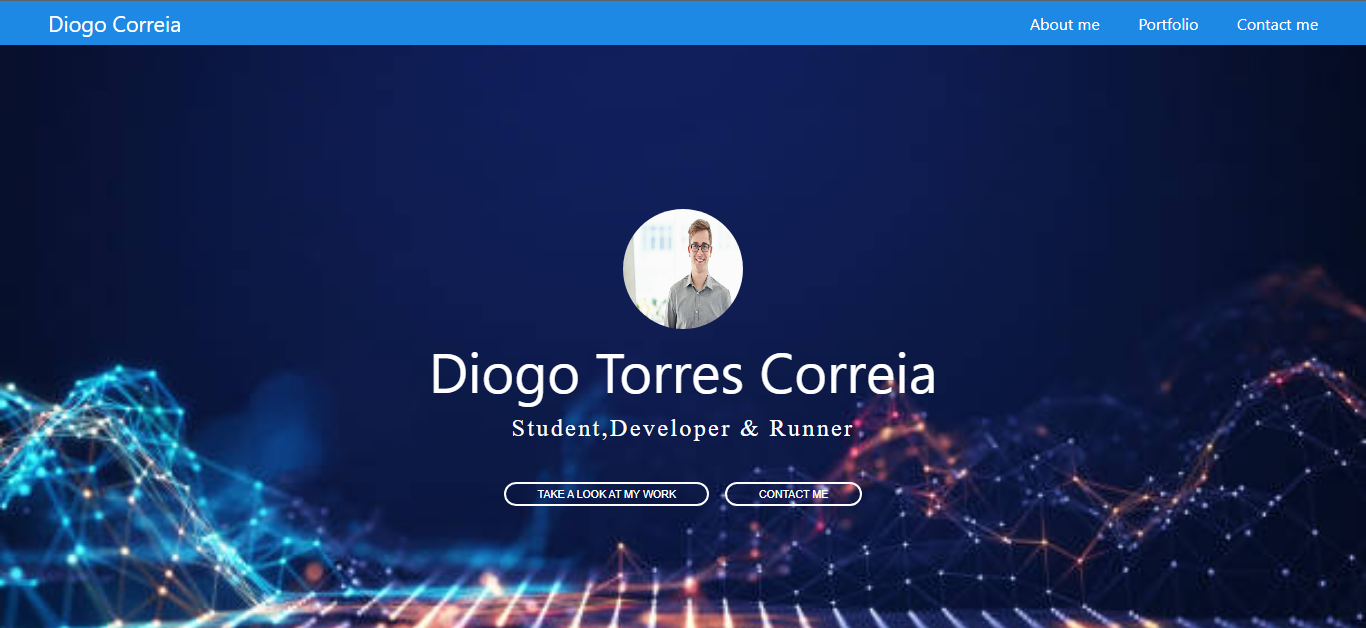 Diogo Correia About me Portfolio Contact me
Diogo Torres Correia
Student,Developer & Runner
TAKE A LOOK AT MY WORK CONTACT ME